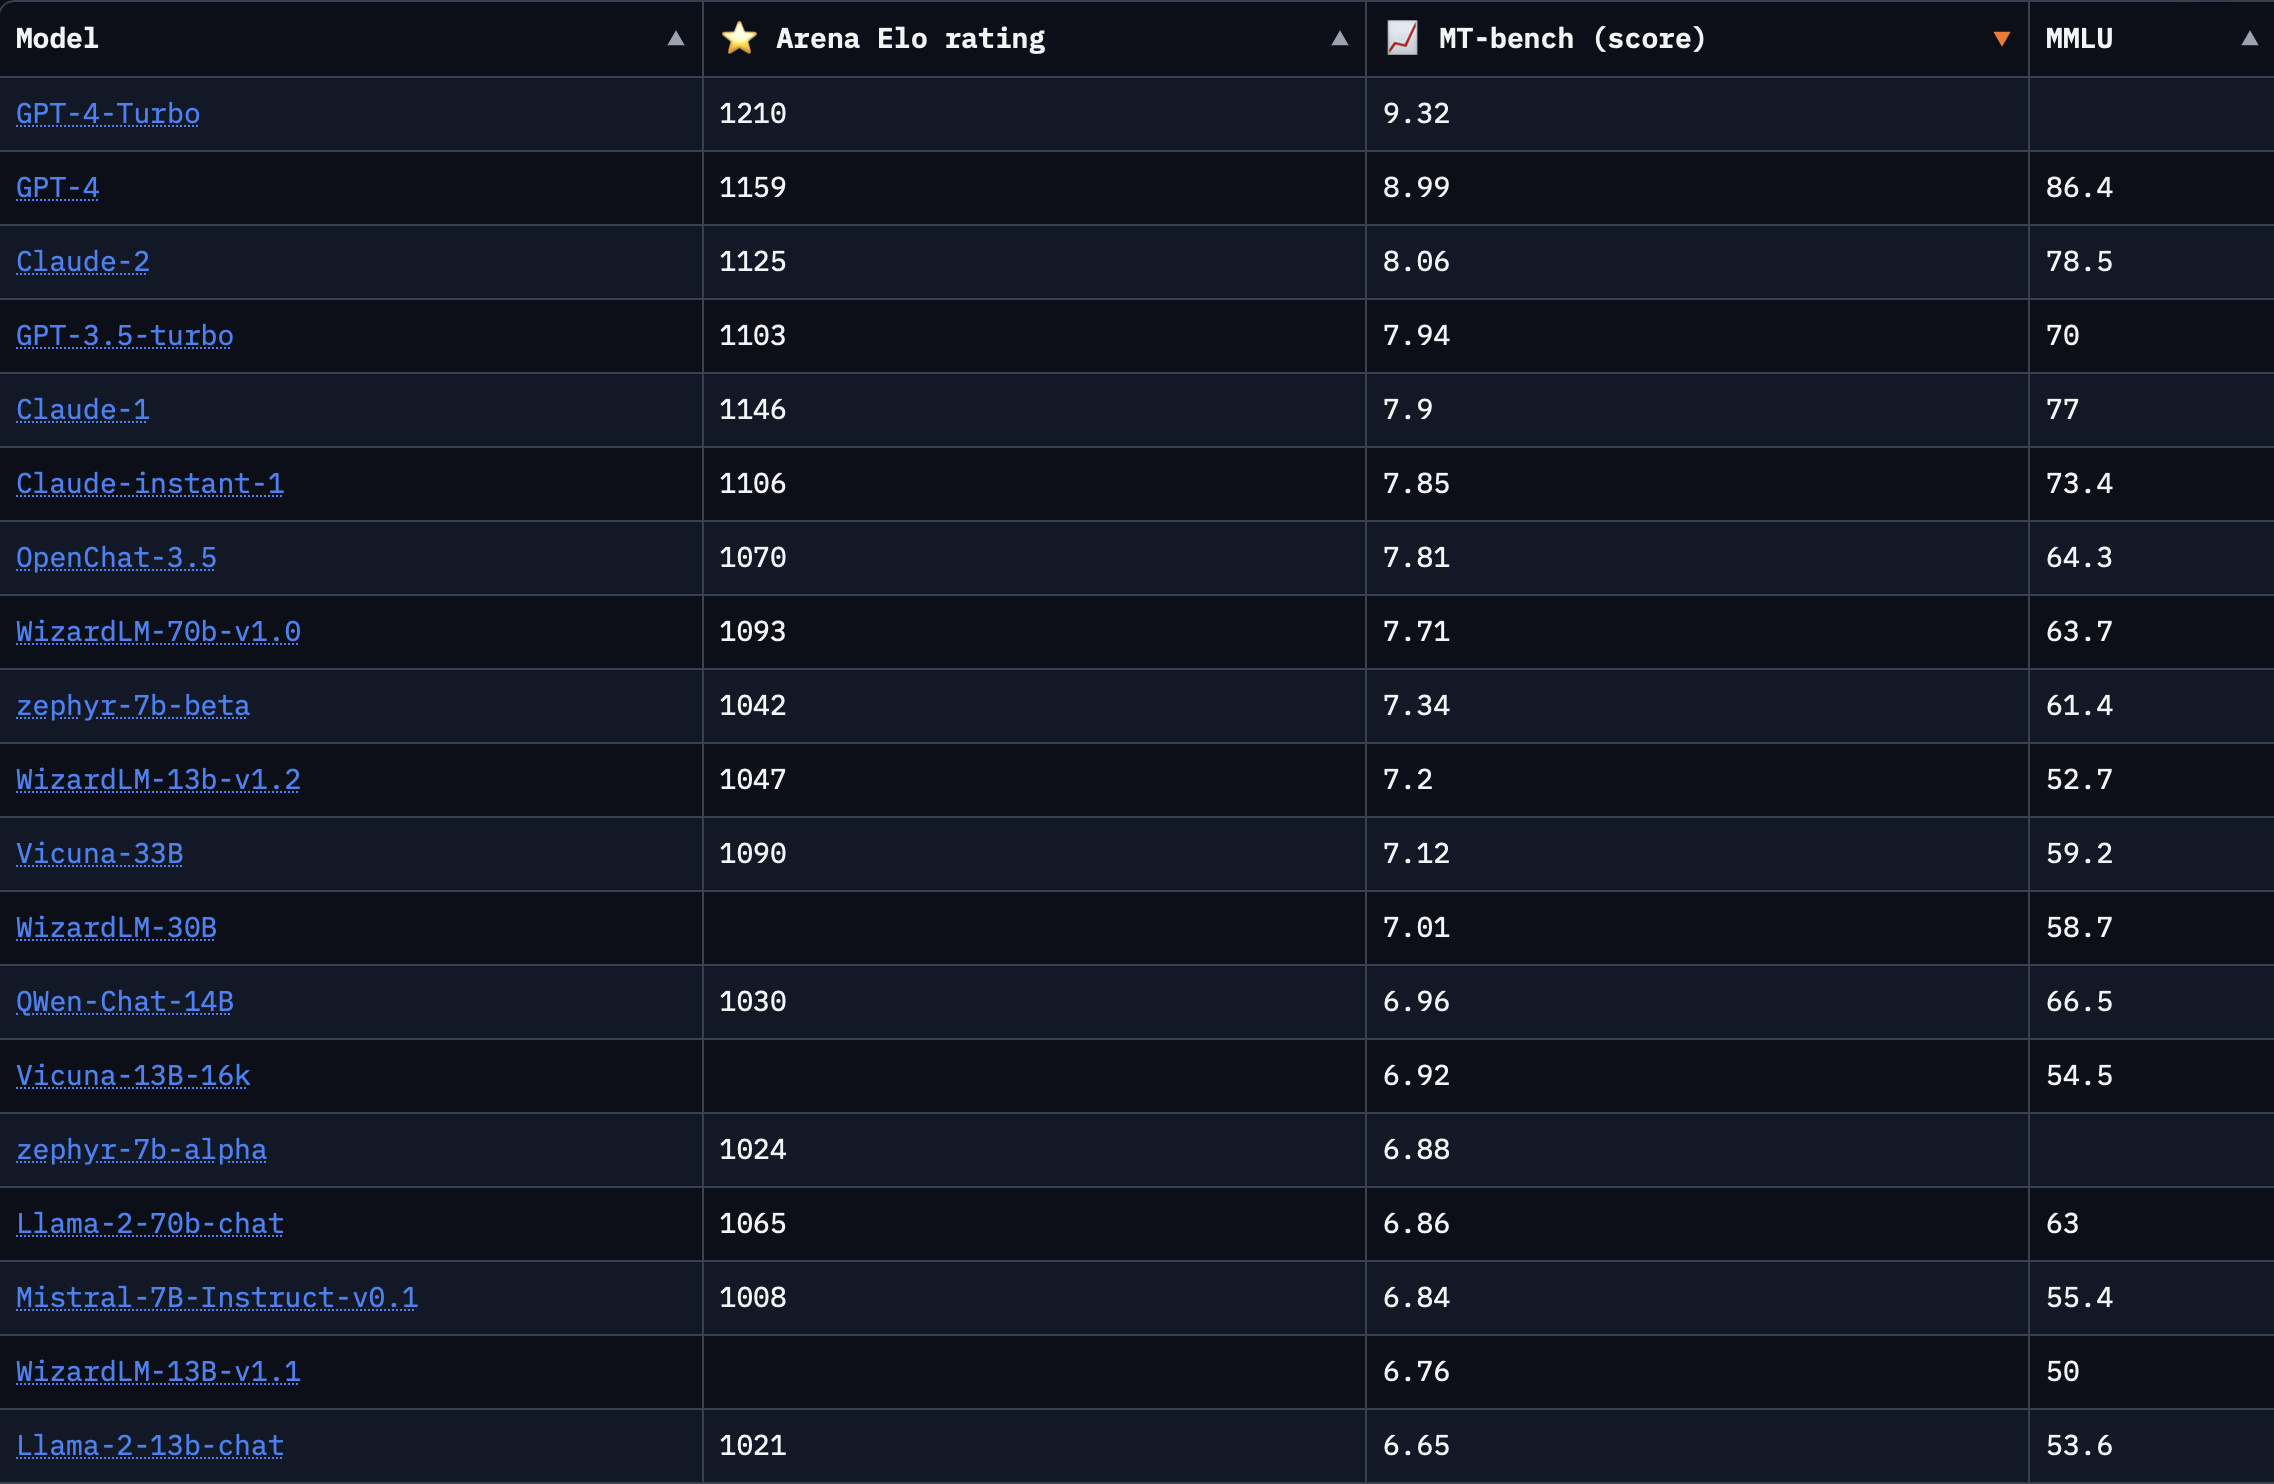 Model ▲ ⭐ Arena Elo rating ▲ 📈 MT-bench (score) ▼ MMLU ▲
GPT-4-Turbo 1210 9.32
GPT-4 1159 8.99 86.4
Claude-2 1125 8.06 78.5
GPT-3.5-turbo 1103 7.94 70
Claude-1 1146 7.9 77
Claude-instant-1 1106 7.85 73.4
OpenChat-3.5 1070 7.81 64.3
WizardLM-70b-v1.0 1093 7.71 63.7
zephyr-7b-beta 1042 7.34 61.4
WizardLM-13b-v1.2 1047 7.2 52.7
Vicuna-33B 1090 7.12 59.2
WizardLM-30B 7.01 58.7
QWen-Chat-14B 1030 6.96 66.5
Vicuna-13B-16k 6.92 54.5
zephyr-7b-alpha 1024 6.88
Llama-2-70b-chat 1065 6.86 63
Mistral-7B-Instruct-v0.1 1008 6.84 55.4
WizardLM-13B-v1.1 6.76 50
Llama-2-13b-chat 1021 6.65 53.6